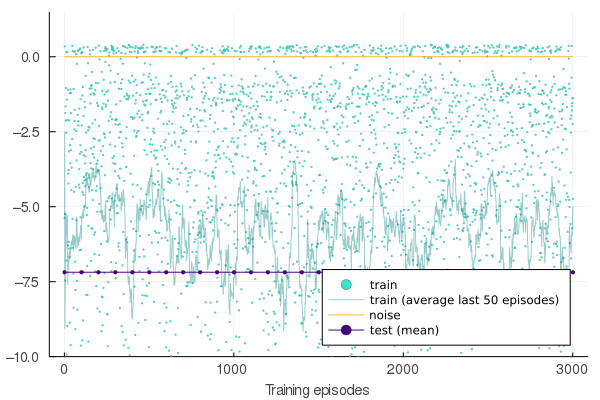 0.0
−2.5
−5.0
−7.5
−10.0
train
train (average last 50 episodes)
noise
test (mean)
0
1000
2000
3000
Training episodes